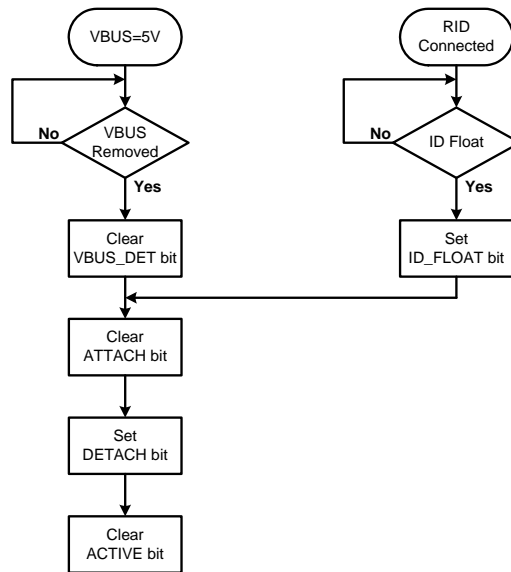 VBUS=5V
RID
Connected
No
VBUS
Removed
Yes
No
ID Float
Yes
Clear
VBUS_DET bit
Set
ID_FLOAT bit
Clear
ATTACH bit
Set
DETACH bit
Clear
ACTIVE bit